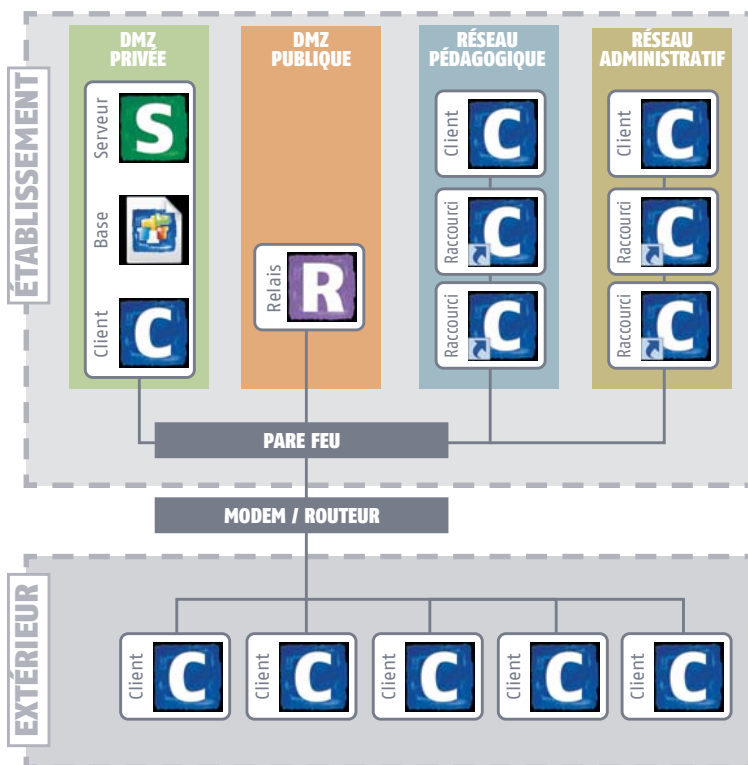 ÉTABLISSEMENT
DMZ
PRIVÉE
Serveur
S
Base
Client
C
DMZ
PUBLIQUE
Relais
R
RÉSEAU
PÉDAGOGIQUE
Client
C
Raccourci
C
Raccourci
C
RÉSEAU
ADMINISTRATIF
Client
C
Raccourci
C
Raccourci
C
PARE FEU
MODEM / ROUTEUR
EXTÉRIEUR
Client
C
Client
C
Client
C
Client
C
Client
C